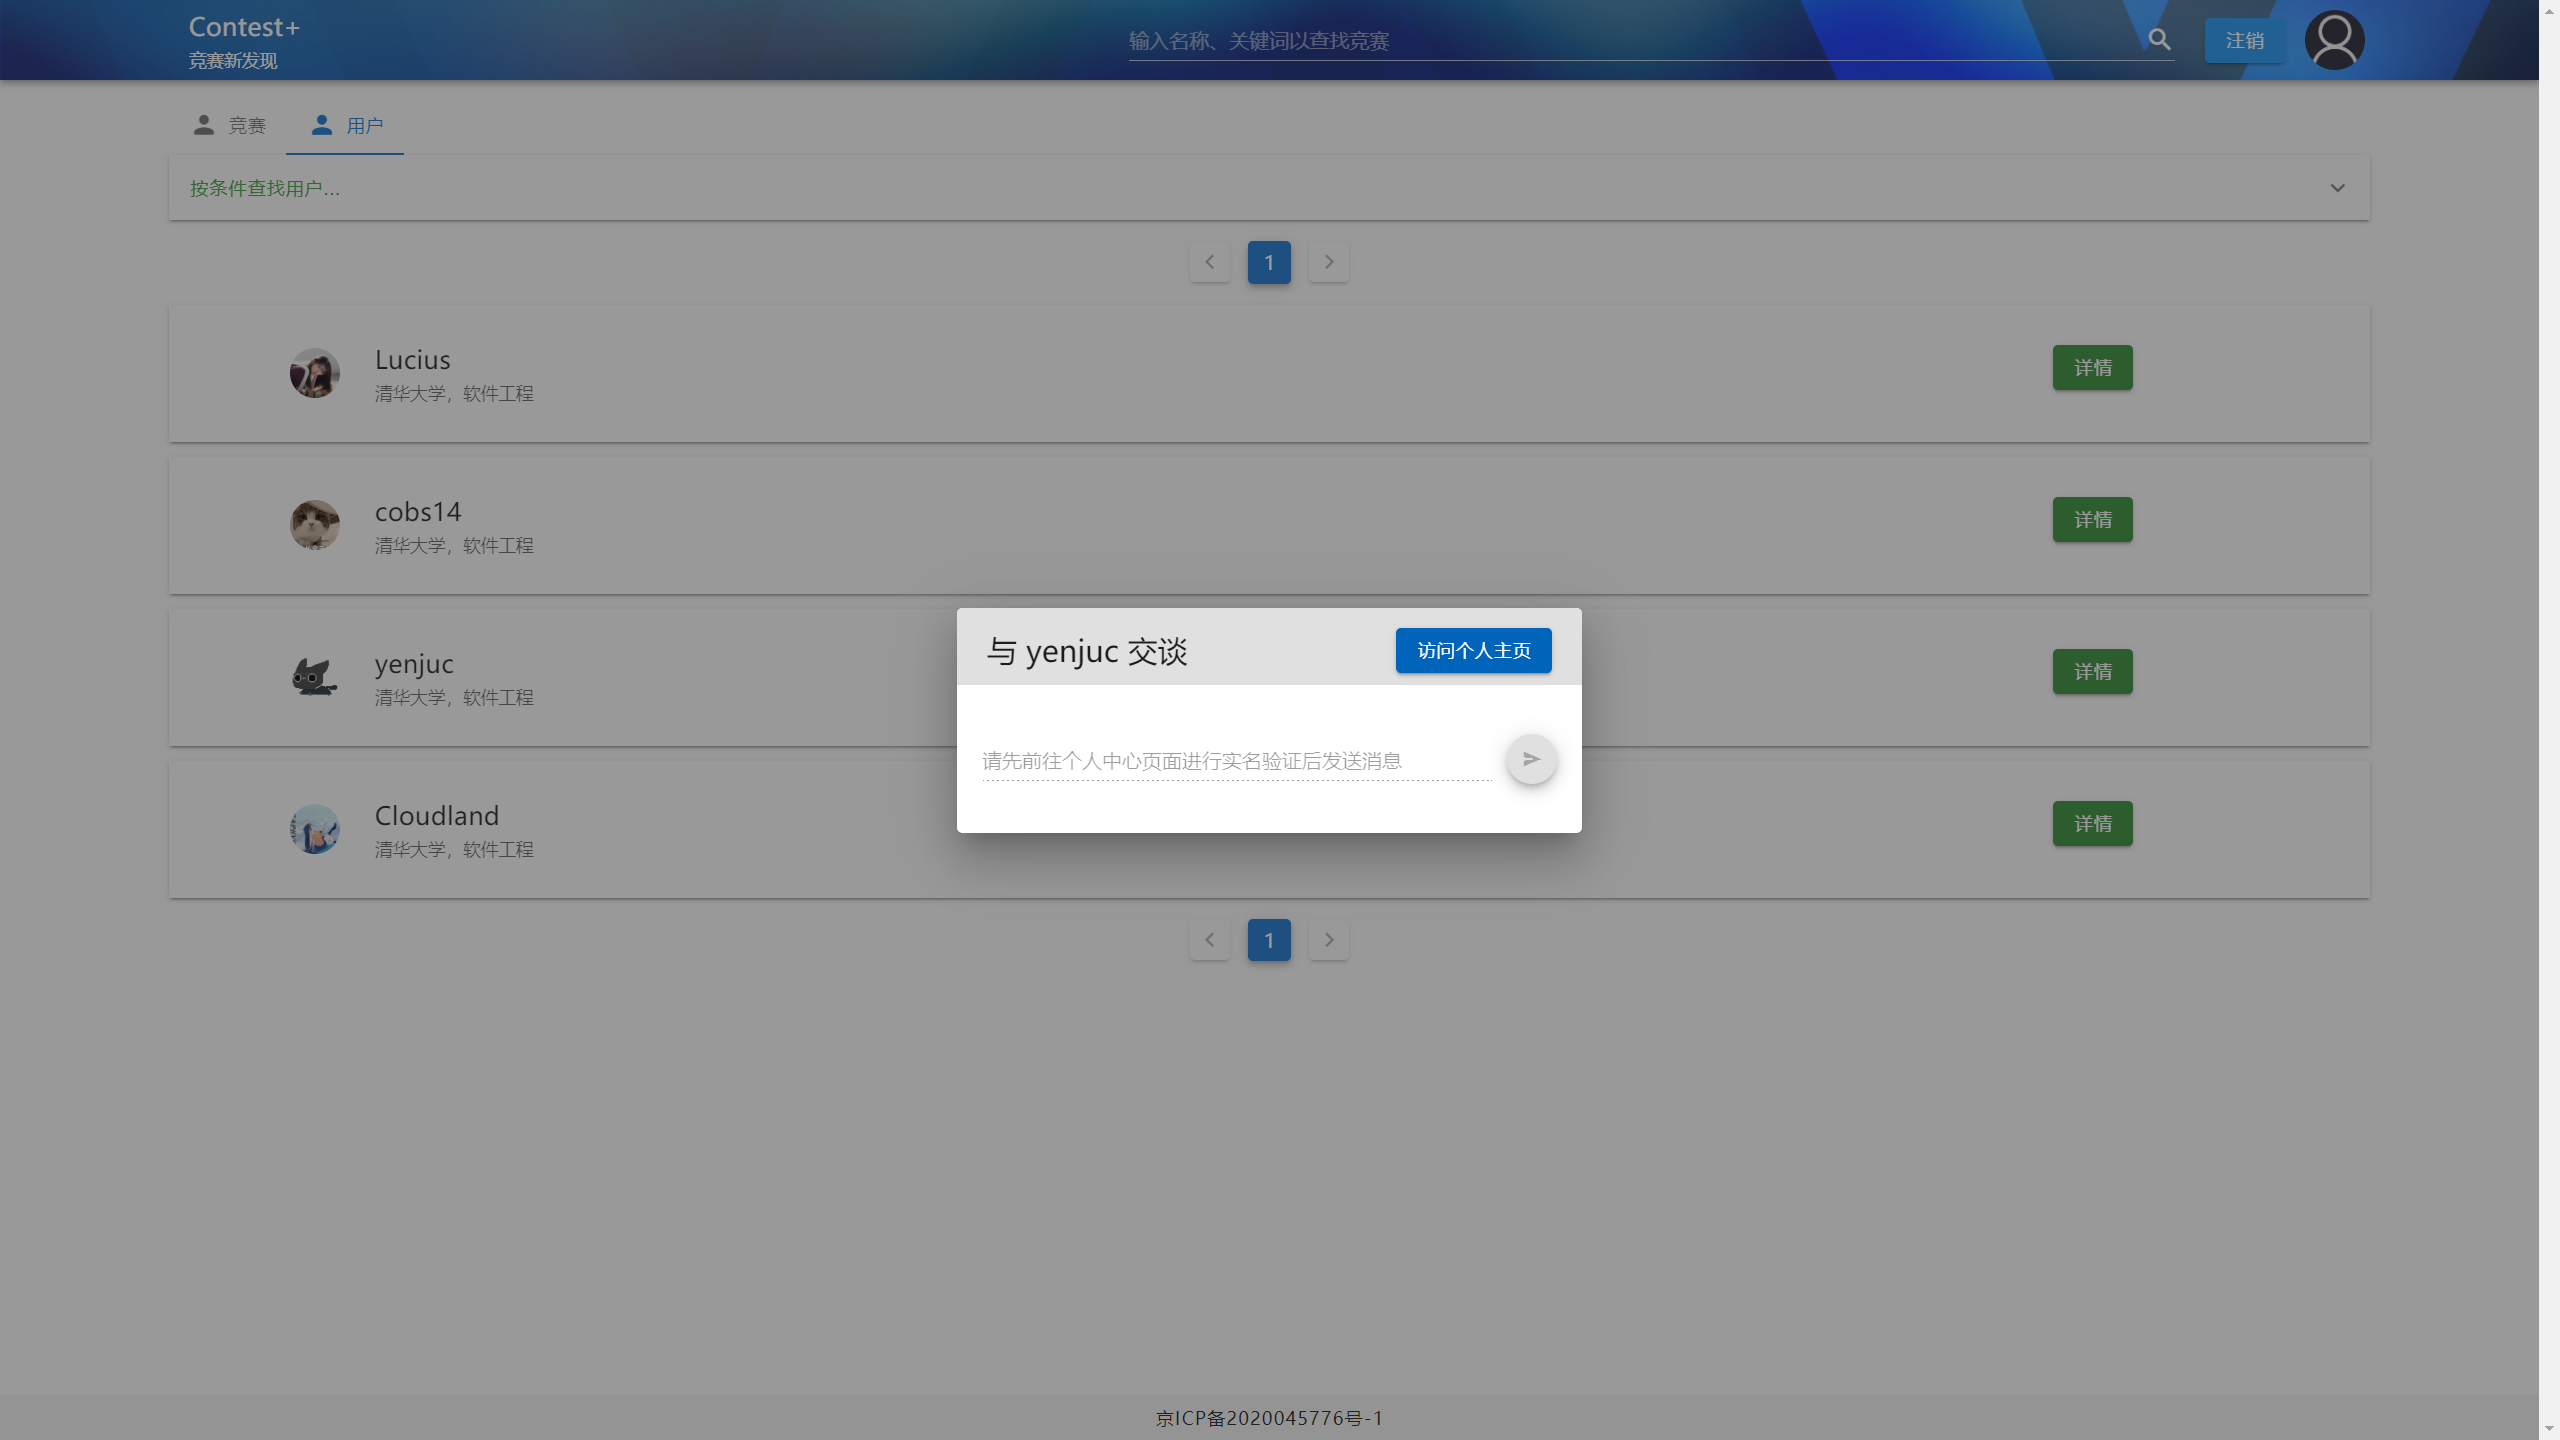 Contest+
竞赛新发现
输入名称、关键词以查找竞赛
注销
竞赛
用户
按条件查找用户...
1
Lucius
清华大学，软件工程
详情
cobs14
清华大学，软件工程
详情
yenjuc
清华大学，软件工程
详情
与 yenjuc 交谈
访问个人主页
请先前往个人中心页面进行实名验证后发送消息
Cloudland
清华大学，软件工程
详情
1
京ICP备2020045776号-1